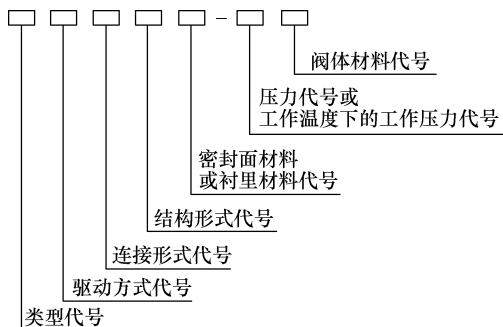 阀体材料代号
压力代号或
工作温度下的工作压力代号
密封面材料
或衬里材料代号
结构形式代号
连接形式代号
驱动方式代号
类型代号